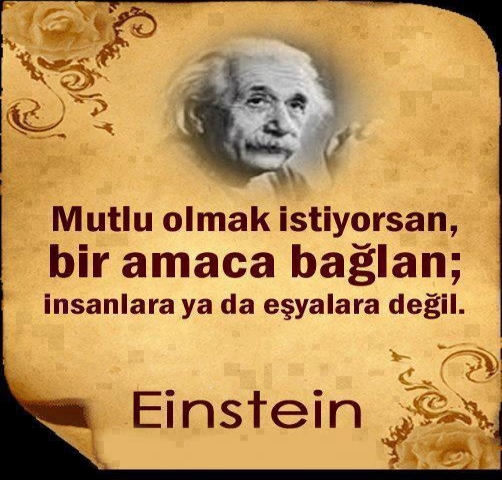 Mutlu olmak istiyorsan,
bir amaca bağlan;
insanlara ya da eşyalara değil.
Einstein